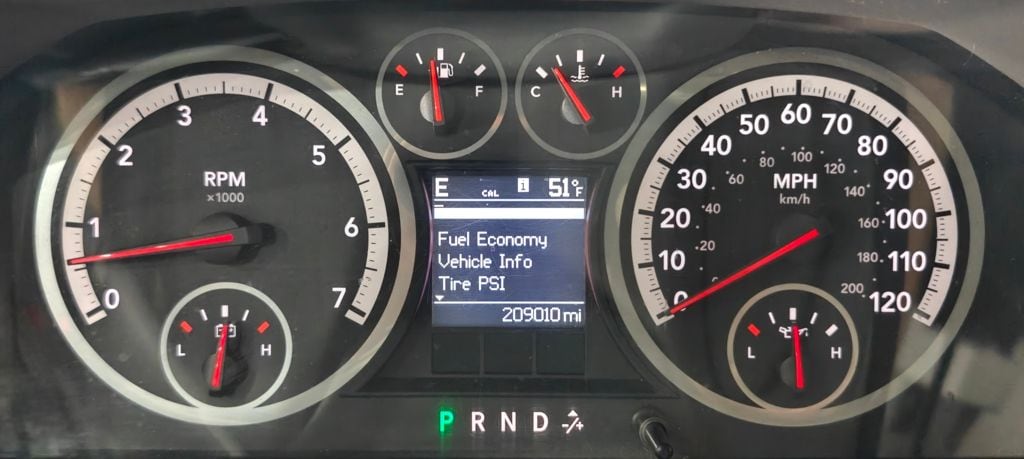 E F
C H
3 4
2 5
1 6
0 7
RPM
x1000
L H
E CAL 1 51°F
Fuel Economy
Vehicle Info
Tire PSI
209010 mi
P R N D -/+
0 10 20 30 40 50 60 70 80 90 100 110 120
MPH
km/h
0 20 40 60 80 100 120 140 160 180 200
L H